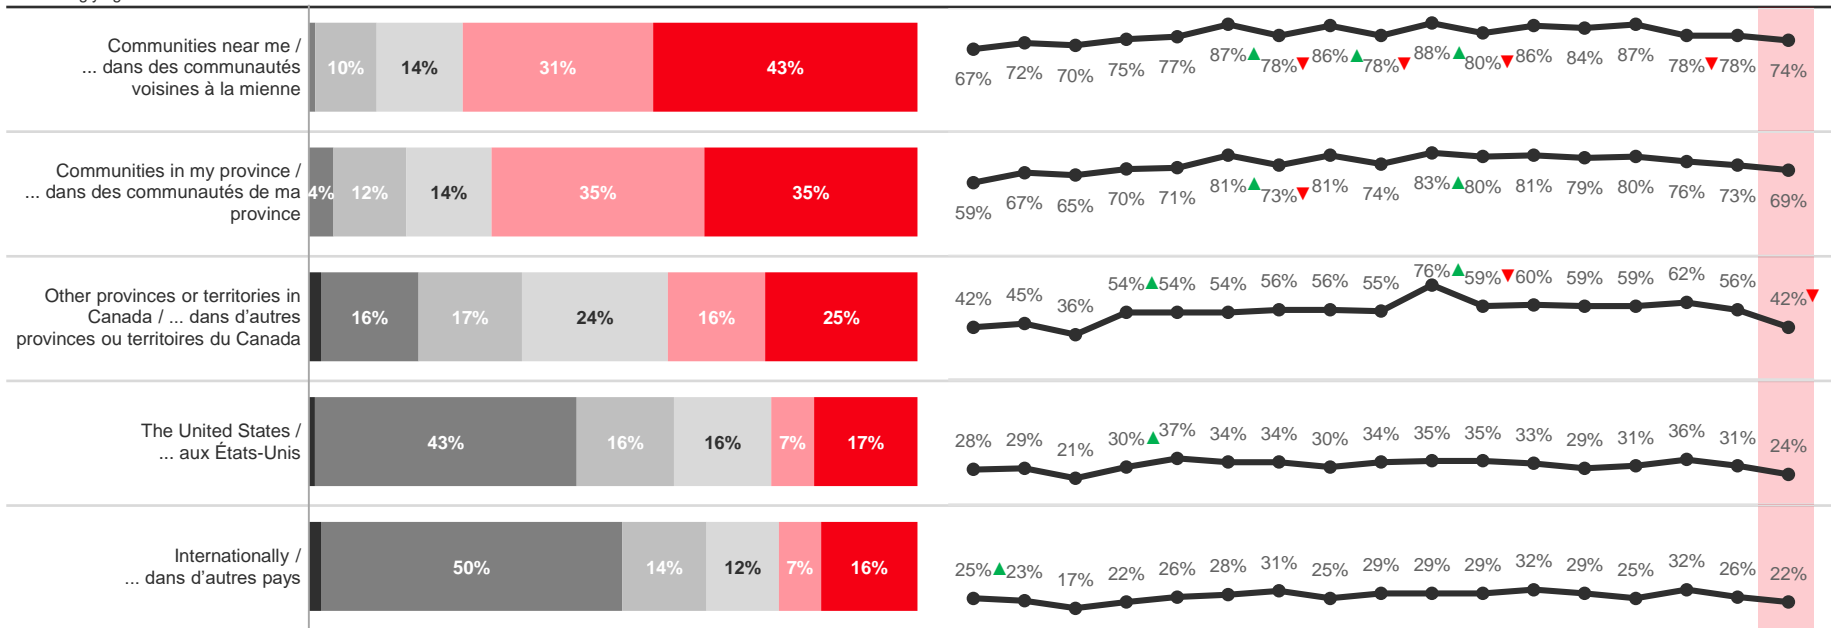 Communities near me /
... dans des communautés
voisines à la mienne
10% 14% 31% 43%
67% 72% 70% 75% 77% 87% 78% 86% 78% 88% 80% 86% 84% 87% 78% 78% 74%
Communities in my province /
... dans des communautés de ma
province
4% 12% 14% 35% 35%
59% 67% 65% 70% 71% 81% 73% 81% 74% 83% 80% 81% 79% 80% 76% 73% 69%
Other provinces or territories in
Canada / ... dans d'autres
provinces ou territoires du Canada
16% 17% 24% 16% 25%
42% 45% 36% 54% 54% 54% 56% 56% 55% 76% 59% 60% 59% 59% 62% 56% 42%
The United States /
... aux États-Unis
43% 16% 16% 7% 17%
28% 29% 21% 30% 37% 34% 34% 30% 34% 35% 35% 33% 29% 31% 36% 31% 24%
Internationally /
... dans d'autres pays
50% 14% 12% 7% 16%
25% 23% 17% 22% 26% 28% 31% 25% 29% 29% 29% 32% 29% 25% 32% 26% 22%